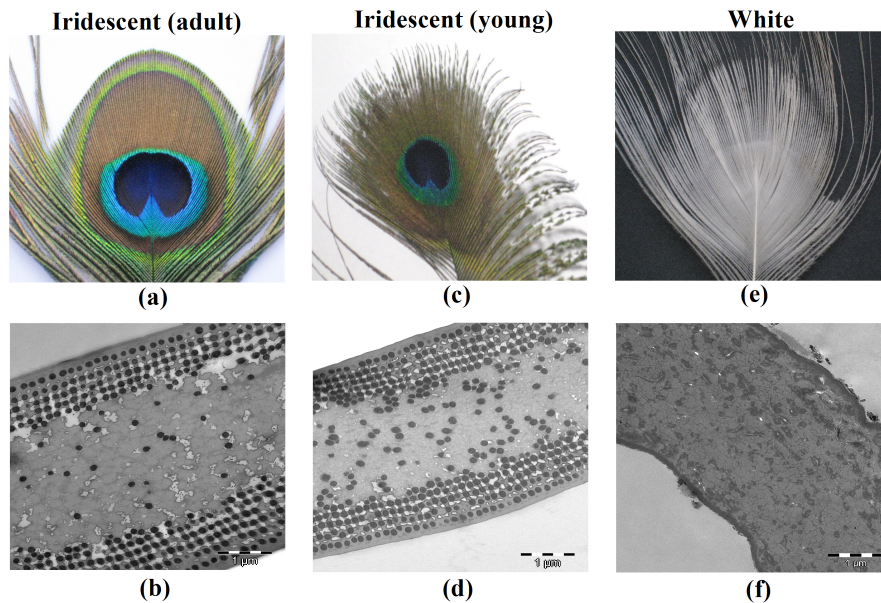 Iridescent (adult)
Iridescent (young)
White
(a)
(c)
(e)
1 µm
1 µm
1 µm
(b)
(d)
(f)